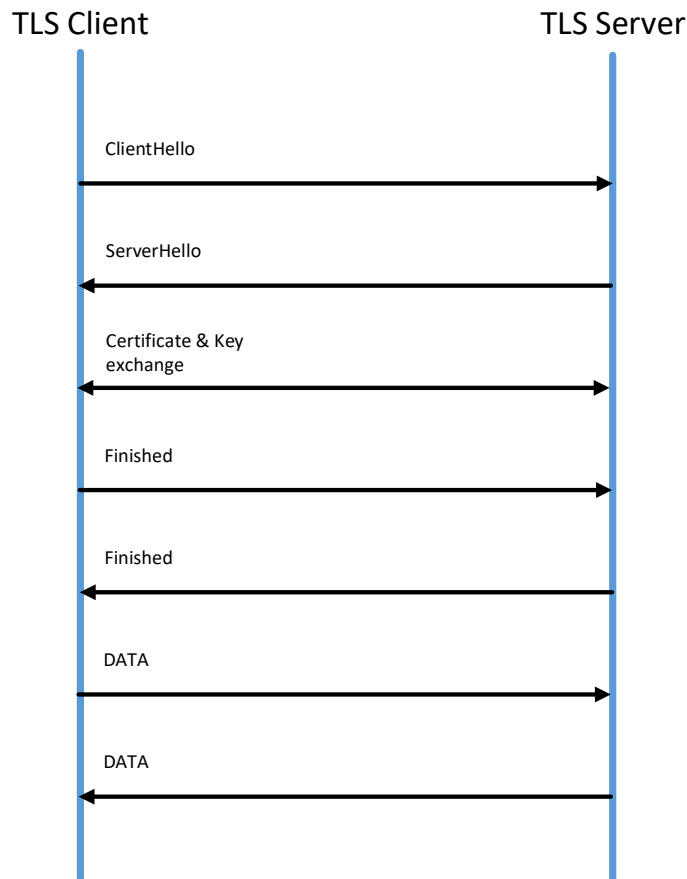 TLS Client
TLS Server
ClientHello
ServerHello
Certificate & Key
exchange
Finished
Finished
DATA
DATA